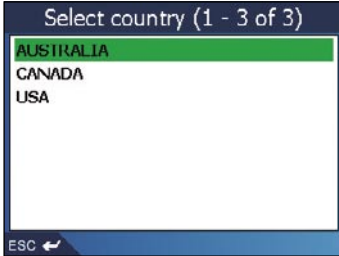 Select country (1 - 3 of 3)
AUSTRALIA
CANADA
USA
ESC